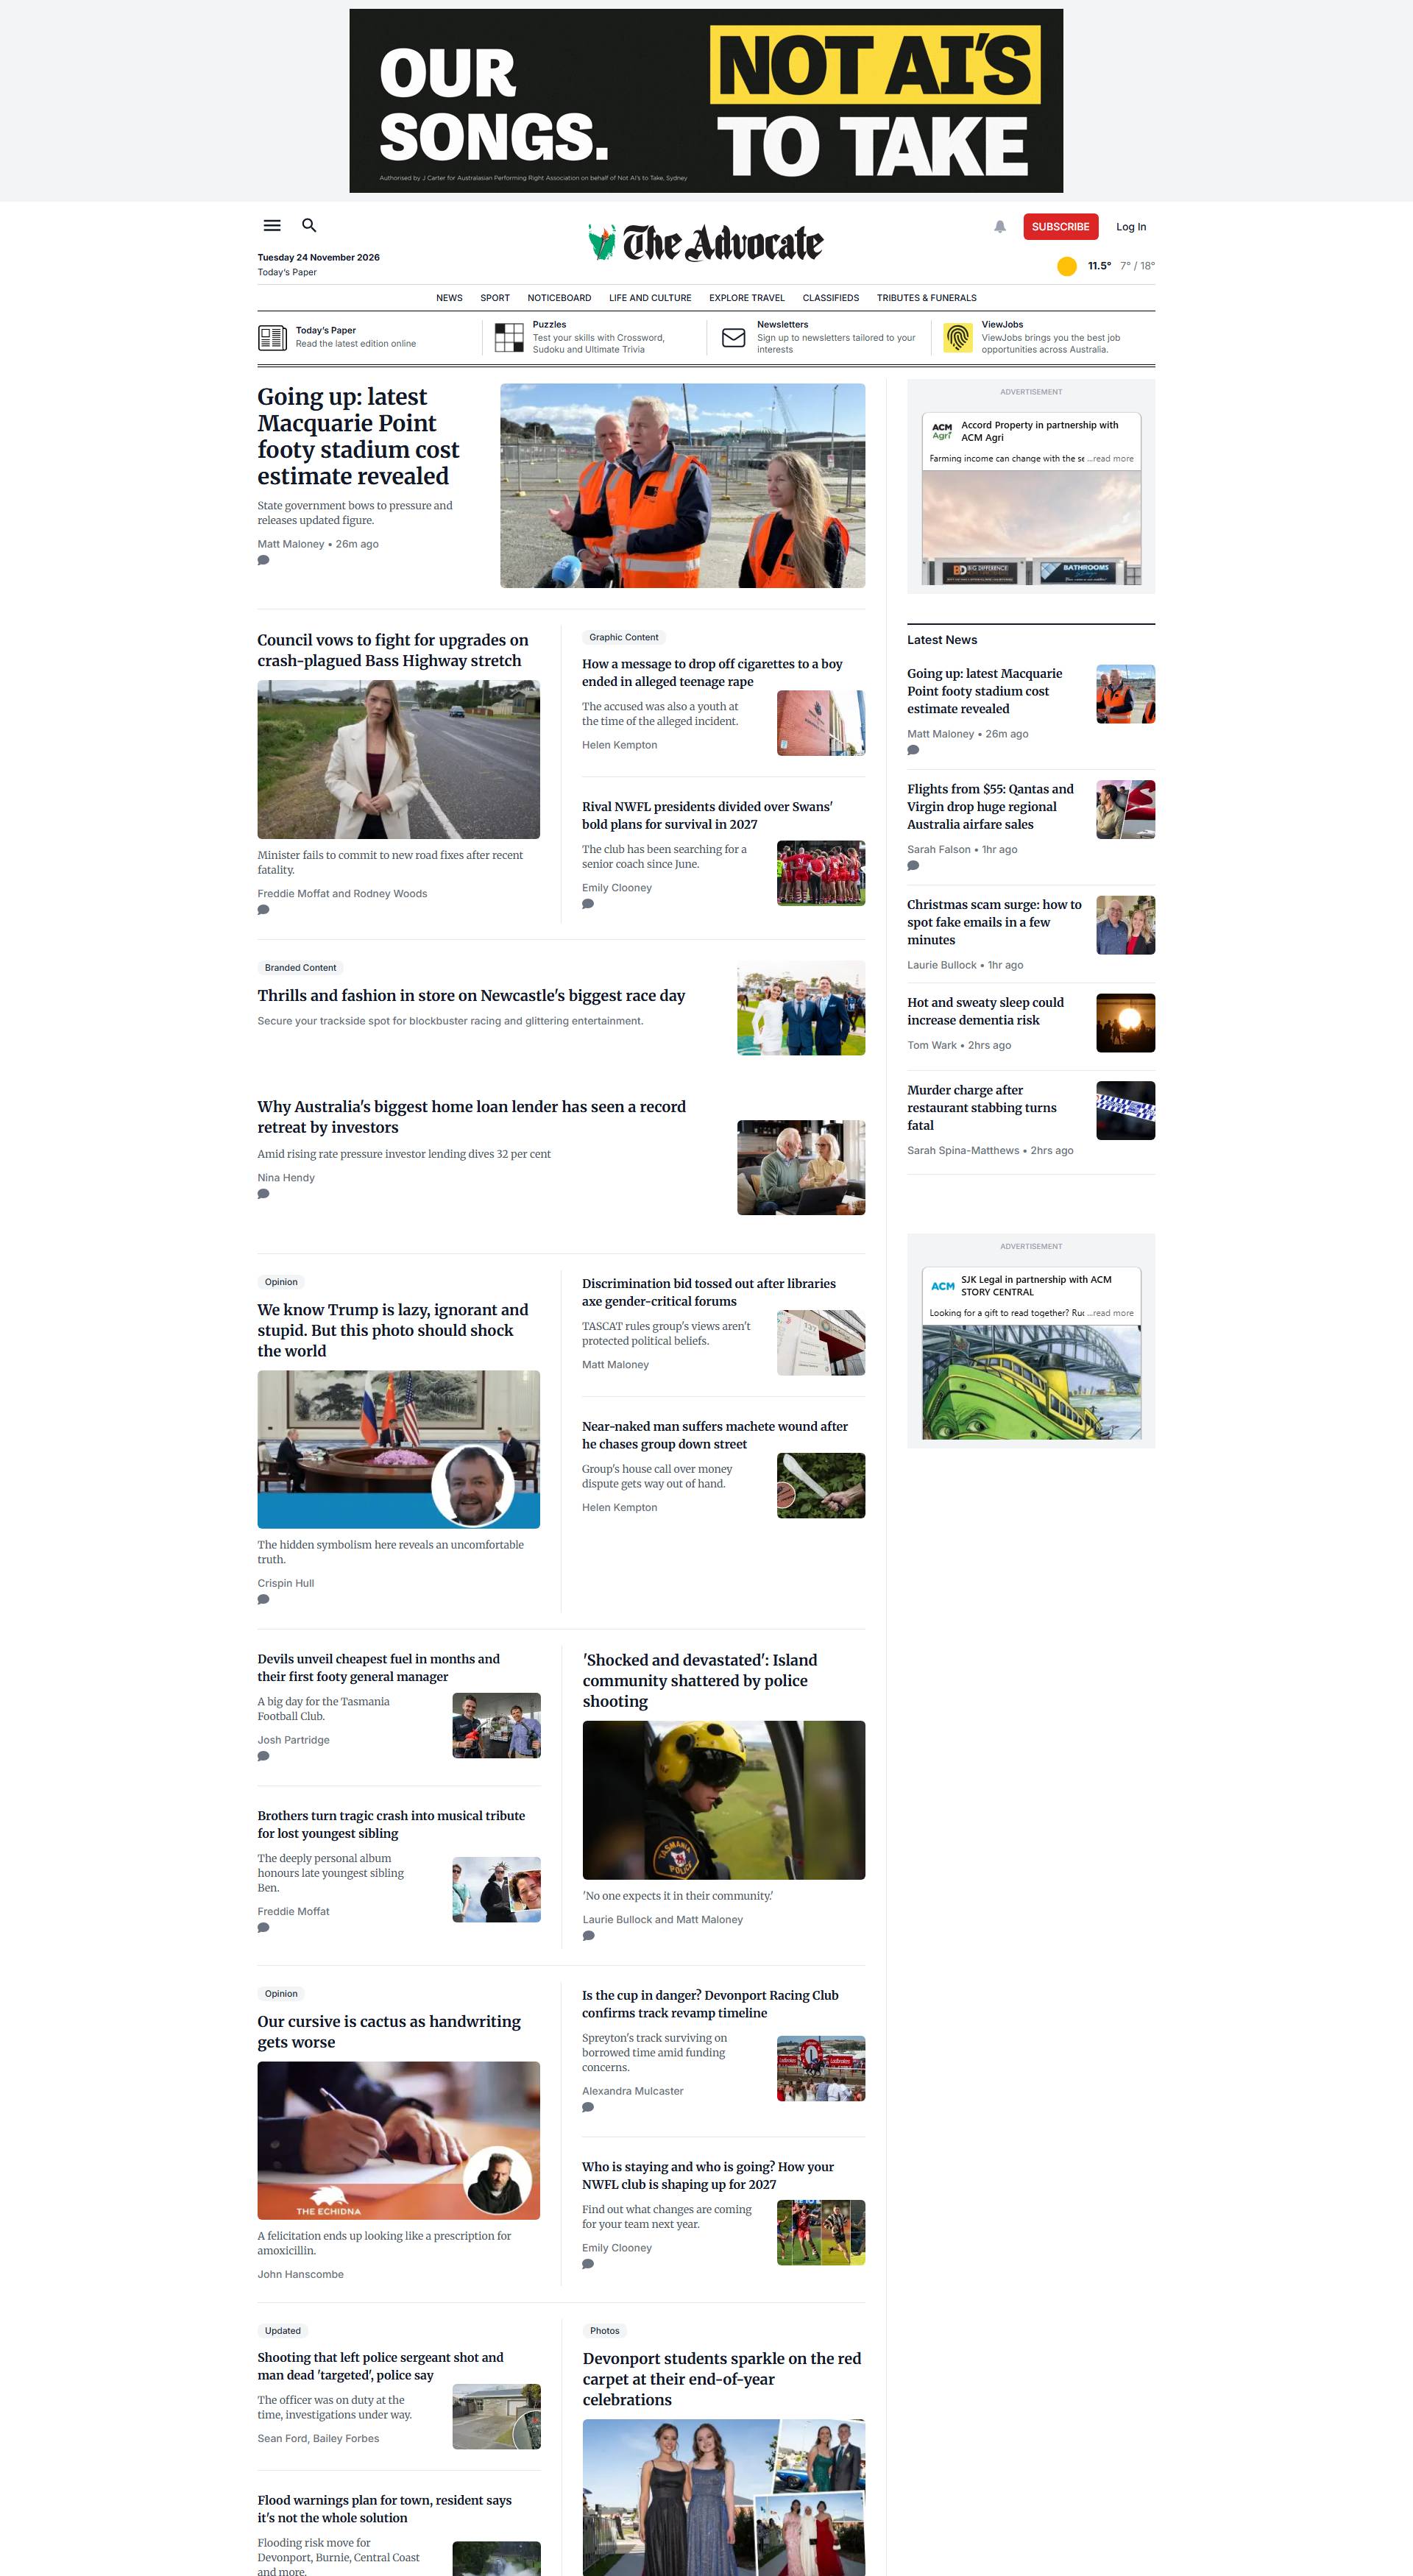 OUR
SONGS.
NOT AI'S
TO TAKE
Authorised by J Carter for Australasian Performing Right Association on behalf of Not AI's to Take, Sydney
The Advocate
SUBSCRIBE
Log In
Tuesday 24 November 2026
Today's Paper
11.5° 7° / 18°
NEWS SPORT NOTICEBOARD LIFE AND CULTURE EXPLORE TRAVEL CLASSIFIEDS TRIBUTES & FUNERALS
Today's Paper
Read the latest edition online
Puzzles
Test your skills with Crossword,
Sudoku and Ultimate Trivia
Newsletters
Sign up to newsletters tailored to your
interests
ViewJobs
ViewJobs brings you the best job
opportunities across Australia.
Going up: latest
Macquarie Point
footy stadium cost
estimate revealed
State government bows to pressure and
releases updated figure.
Matt Maloney • 26m ago
Council vows to fight for upgrades on
crash-plagued Bass Highway stretch
Minister fails to commit to new road fixes after recent
fatality.
Freddie Moffat and Rodney Woods
Graphic Content
How a message to drop off cigarettes to a boy
ended in alleged teenage rape
The accused was also a youth at
the time of the alleged incident.
Helen Kempton
Rival NWFL presidents divided over Swans'
bold plans for survival in 2027
The club has been searching for a
senior coach since June.
Emily Clooney
Branded Content
Thrills and fashion in store on Newcastle's biggest race day
Secure your trackside spot for blockbuster racing and glittering entertainment.
Why Australia's biggest home loan lender has seen a record
retreat by investors
Amid rising rate pressure investor lending dives 32 per cent
Nina Hendy
Opinion
We know Trump is lazy, ignorant and
stupid. But this photo should shock
the world
The hidden symbolism here reveals an uncomfortable
truth.
Crispin Hull
Discrimination bid tossed out after libraries
axe gender-critical forums
TASCAT rules group's views aren't
protected political beliefs.
Matt Maloney
137
Near-naked man suffers machete wound after
he chases group down street
Group's house call over money
dispute gets way out of hand.
Helen Kempton
Devils unveil cheapest fuel in months and
their first footy general manager
A big day for the Tasmania
Football Club.
Josh Partridge
Brothers turn tragic crash into musical tribute
for lost youngest sibling
The deeply personal album
honours late youngest sibling
Ben.
Freddie Moffat
'Shocked and devastated': Island
community shattered by police
shooting
TASMANIA
POLICE
'No one expects it in their community.'
Laurie Bullock and Matt Maloney
Opinion
Our cursive is cactus as handwriting
gets worse
THE ECHIDNA
A felicitation ends up looking like a prescription for
amoxicillin.
John Hanscombe
Is the cup in danger? Devonport Racing Club
confirms track revamp timeline
Spreyton's track surviving on
borrowed time amid funding
concerns.
Alexandra Mulcaster
Ladbrokes
Ladbrokes
Who is staying and who is going? How your
NWFL club is shaping up for 2027
Find out what changes are coming
for your team next year.
Emily Clooney
Updated
Shooting that left police sergeant shot and
man dead 'targeted', police say
The officer was on duty at the
time, investigations under way.
Sean Ford, Bailey Forbes
Flood warnings plan for town, resident says
it's not the whole solution
Flooding risk move for
Devonport, Burnie, Central Coast
and more.
Photos
Devonport students sparkle on the red
carpet at their end-of-year
celebrations
ADVERTISEMENT
ACM
Agri
Accord Property in partnership with
ACM Agri
Farming income can change with the se ...read more
BIG DIFFERENCE
BATHROOMS
Latest News
Going up: latest Macquarie
Point footy stadium cost
estimate revealed
Matt Maloney • 26m ago
Flights from $55: Qantas and
Virgin drop huge regional
Australia airfare sales
Sarah Falson • 1hr ago
Christmas scam surge: how to
spot fake emails in a few
minutes
Laurie Bullock • 1hr ago
Hot and sweaty sleep could
increase dementia risk
Tom Wark • 2hrs ago
Murder charge after
restaurant stabbing turns
fatal
Sarah Spina-Matthews • 2hrs ago
ADVERTISEMENT
ACM
SJK Legal in partnership with ACM
STORY CENTRAL
Looking for a gift to read together? Ruc ...read more